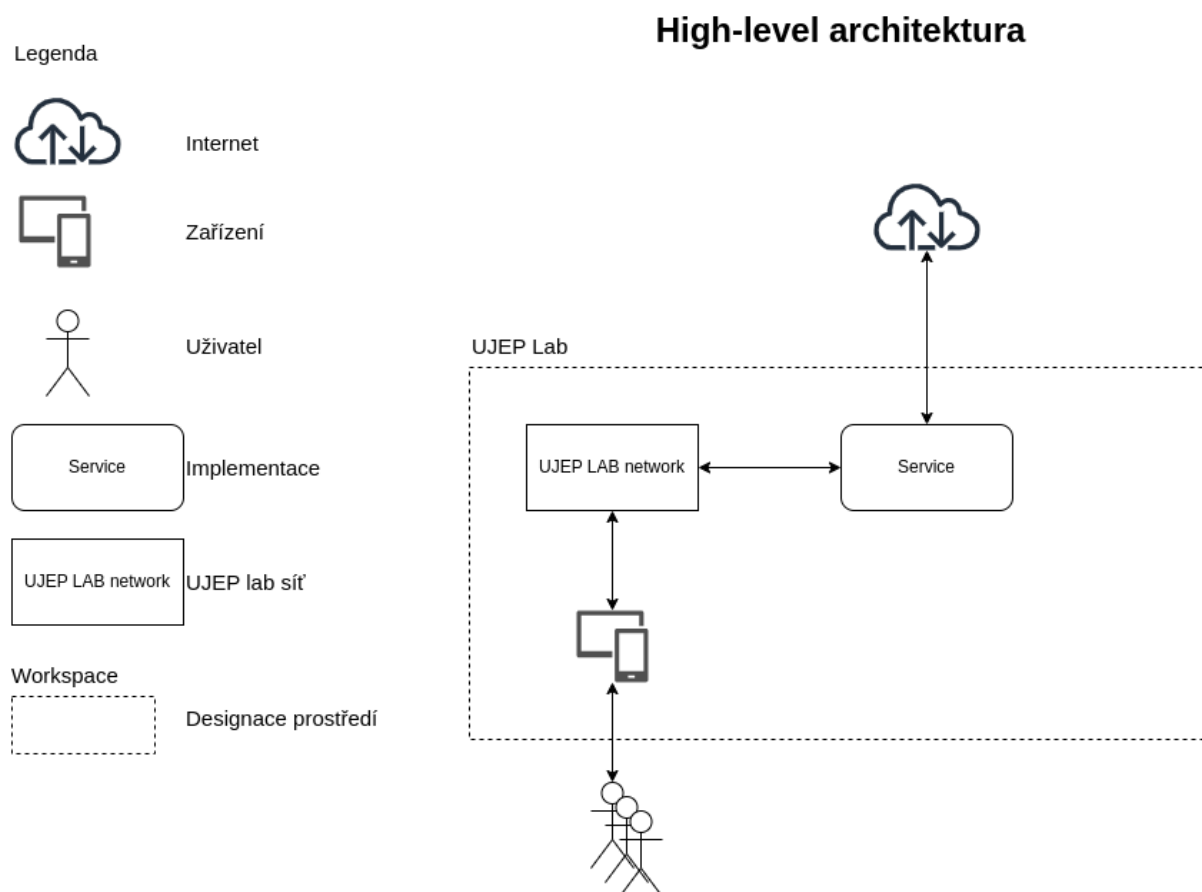 High-level architektura
Legenda
Internet
Zařízení
Uživatel
Service
Implementace
UJEP LAB network
UJEP lab síť
Workspace
Designace prostředí
UJEP Lab
UJEP LAB network
Service